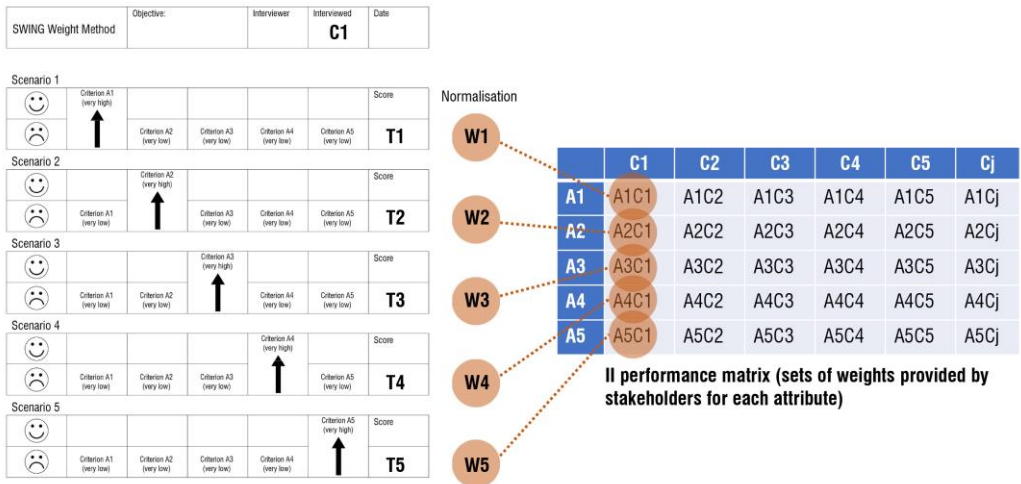 SWING Weight Method
Objective:
Interviewer
Interviewed
C1
Date
Scenario 1
Criterion A1
(very high)
Score
Criterion A2
(very low)
Criterion A3
(very low)
Criterion A4
(very low)
Criterion A5
(very low)
T1
Scenario 2
Criterion A2
(very high)
Score
Criterion A1
(very low)
Criterion A3
(very low)
Criterion A4
(very low)
Criterion A5
(very low)
T2
Scenario 3
Criterion A3
(very high)
Score
Criterion A1
(very low)
Criterion A2
(very low)
Criterion A4
(very low)
Criterion A5
(very low)
T3
Scenario 4
Criterion A4
(very high)
Score
Criterion A1
(very low)
Criterion A2
(very low)
Criterion A3
(very low)
Criterion A5
(very low)
T4
Scenario 5
Criterion A5
(very high)
Score
Criterion A1
(very low)
Criterion A2
(very low)
Criterion A3
(very low)
Criterion A4
(very low)
T5
Normalisation
W1
W2
W3
W4
W5
C1 C2 C3 C4 C5 Cj
A1 A1C1 A1C2 A1C3 A1C4 A1C5 A1Cj
A2 A2C1 A2C2 A2C3 A2C4 A2C5 A2Cj
A3 A3C1 A3C2 A3C3 A3C4 A3C5 A3Cj
A4 A4C1 A4C2 A4C3 A4C4 A4C5 A4Cj
A5 A5C1 A5C2 A5C3 A5C4 A5C5 A5Cj
II performance matrix (sets of weights provided by
stakeholders for each attribute)